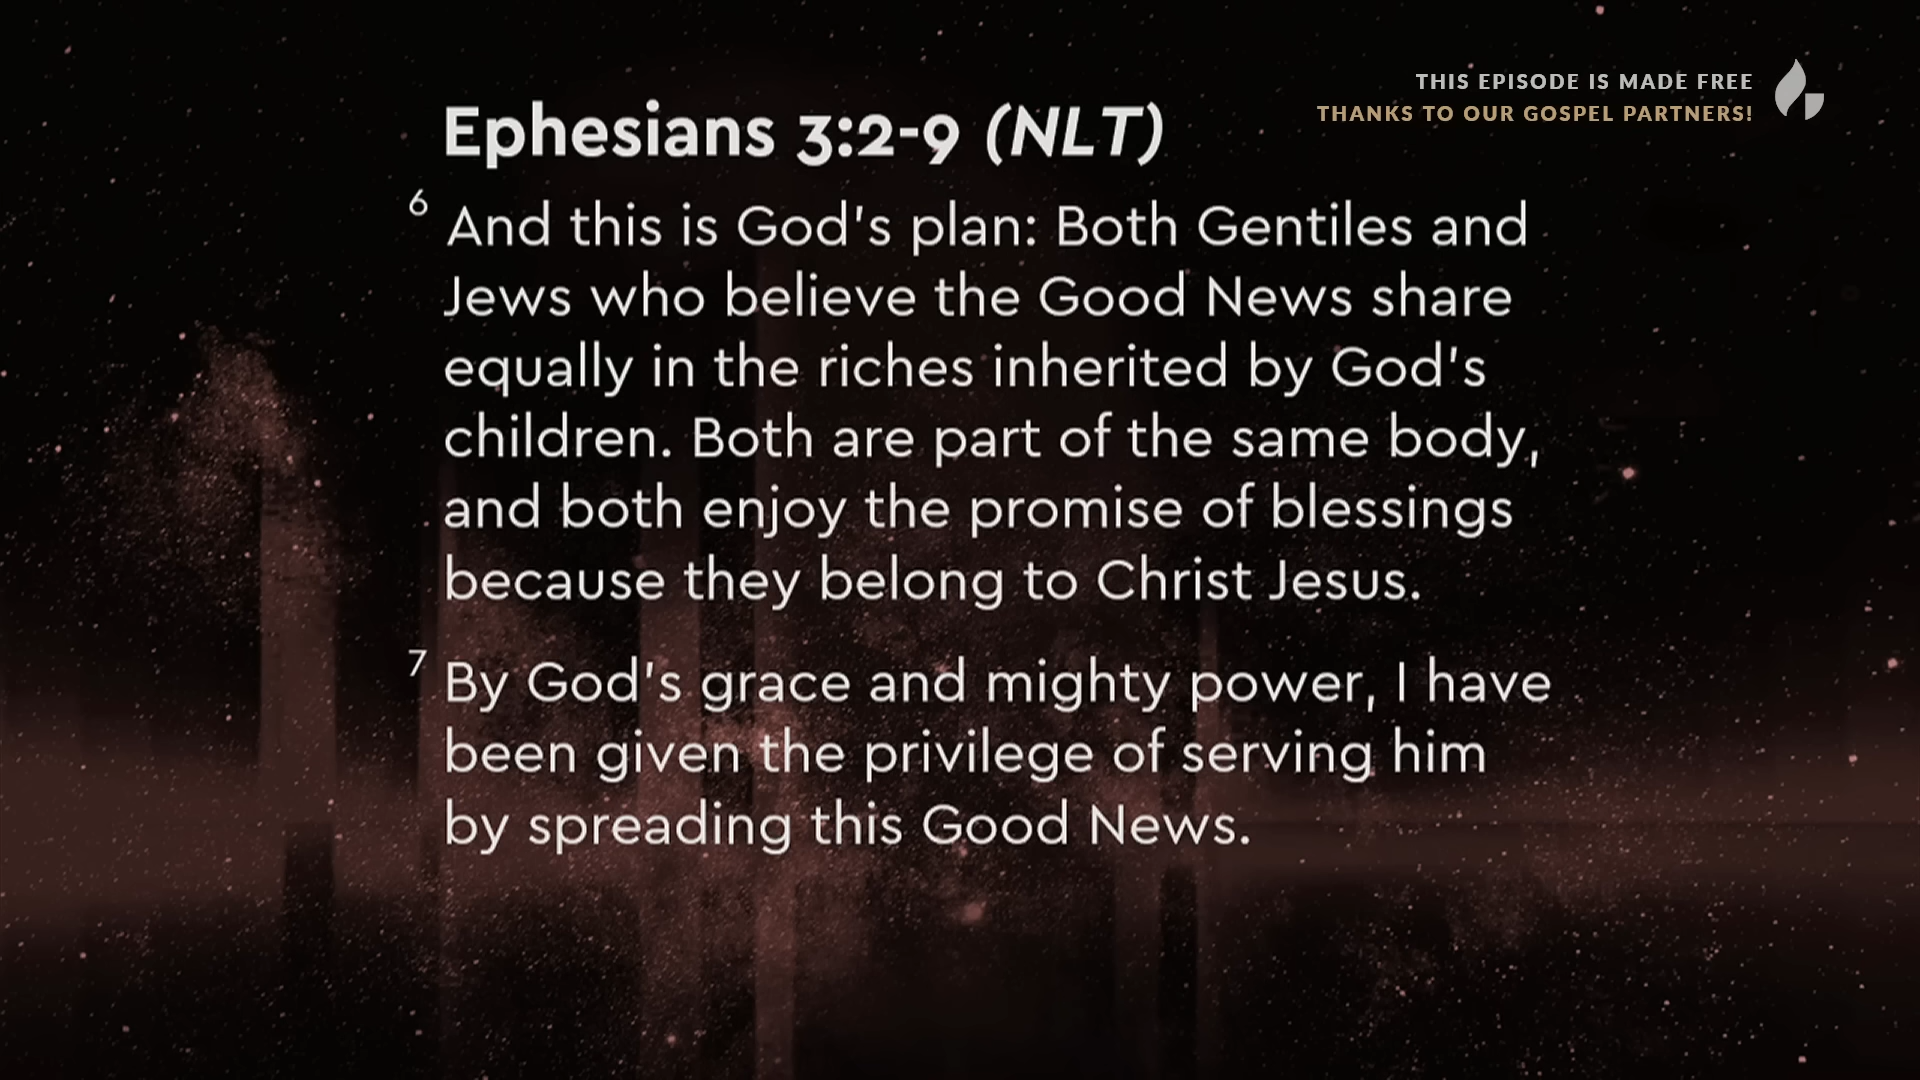 THIS EPISODE IS MADE FREE
THANKS TO OUR GOSPEL PARTNERS!
Ephesians 3:2-9 (NLT)
6 And this is God's plan: Both Gentiles and
Jews who believe the Good News share
equally in the riches inherited by God's
children. Both are part of the same body,
and both enjoy the promise of blessings
because they belong to Christ Jesus.
7 By God's grace and mighty power, I have
been given the privilege of serving him
by spreading this Good News.